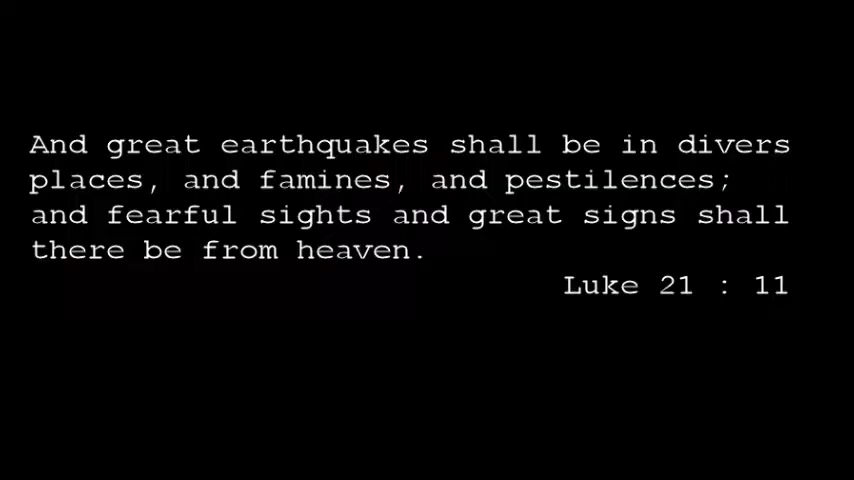 And great earthquakes shall be in divers
places, and famines, and pestilences;
and fearful sights and great signs shall
there be from heaven.
Luke 21 : 11